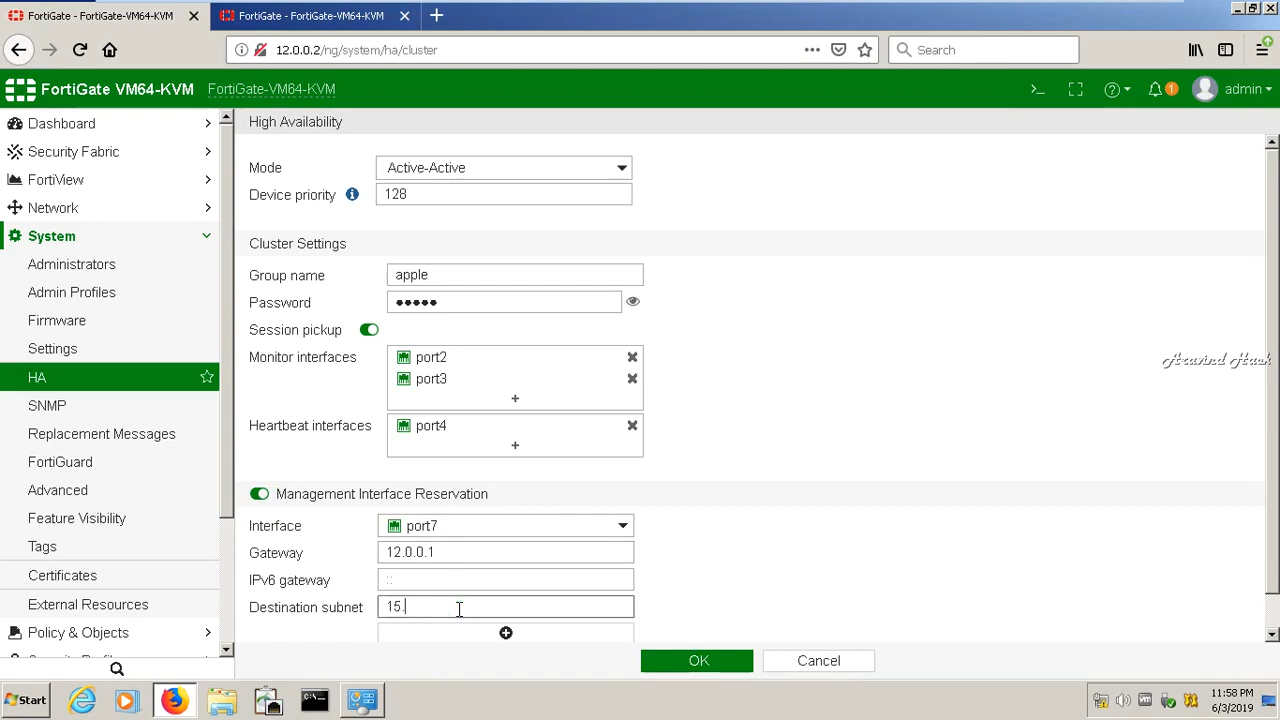 FortiGate - FortiGate-VM64-KVM
FortiGate - FortiGate-VM64-KVM
12.0.0.2/ng/system/ha/cluster
Search
FortiGate VM64-KVM
FortiGate-VM64-KVM
1
admin
Dashboard
Security Fabric
FortiView
Network
System
Administrators
Admin Profiles
Firmware
Settings
HA
SNMP
Replacement Messages
FortiGuard
Advanced
Feature Visibility
Tags
Certificates
External Resources
Policy & Objects
High Availability
Mode Active-Active
Device priority 128
Cluster Settings
Group name apple
Password •••••
Session pickup
Monitor interfaces port2
port3
Heartbeat interfaces port4
Management Interface Reservation
Interface port7
Gateway 12.0.0.1
IPv6 gateway ::
Destination subnet 15.
OK Cancel
Aravind Hask
Start
11:58 PM
6/3/2019